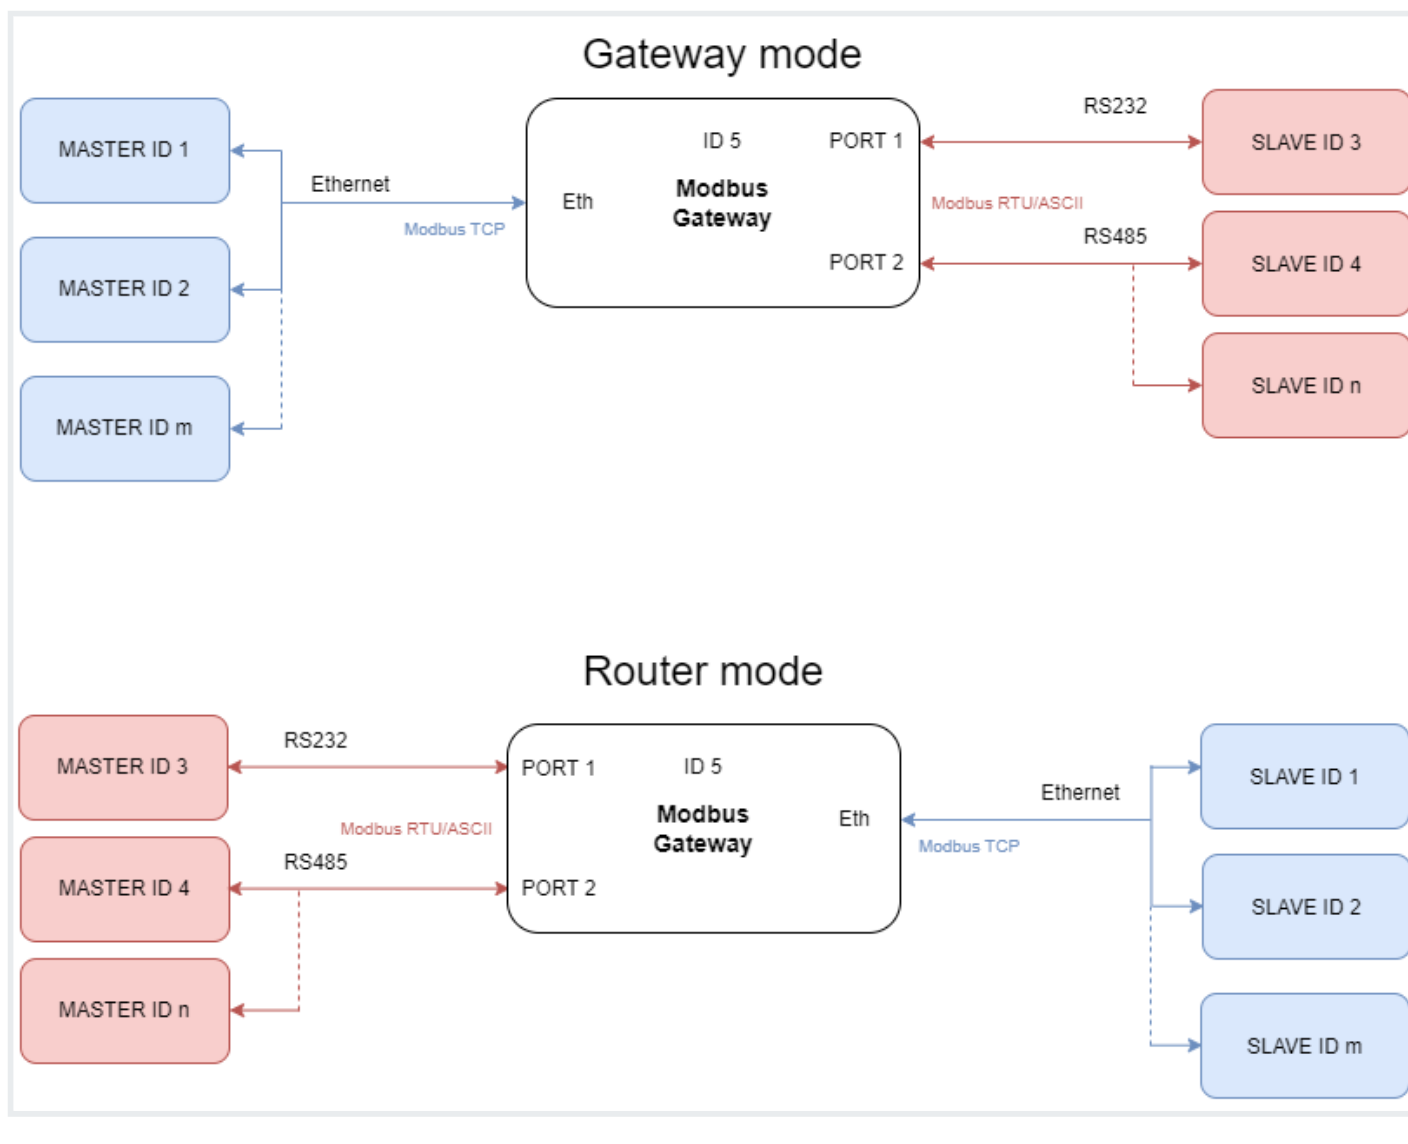 Gateway mode
MASTER ID 1
MASTER ID 2
MASTER ID m
Ethernet
Modbus TCP
Eth
ID 5
Modbus
Gateway
PORT 1
PORT 2
RS232
Modbus RTU/ASCII
RS485
SLAVE ID 3
SLAVE ID 4
SLAVE ID n
Router mode
MASTER ID 3
MASTER ID 4
MASTER ID n
RS232
Modbus RTU/ASCII
RS485
PORT 1
PORT 2
ID 5
Modbus
Gateway
Eth
Ethernet
Modbus TCP
SLAVE ID 1
SLAVE ID 2
SLAVE ID m